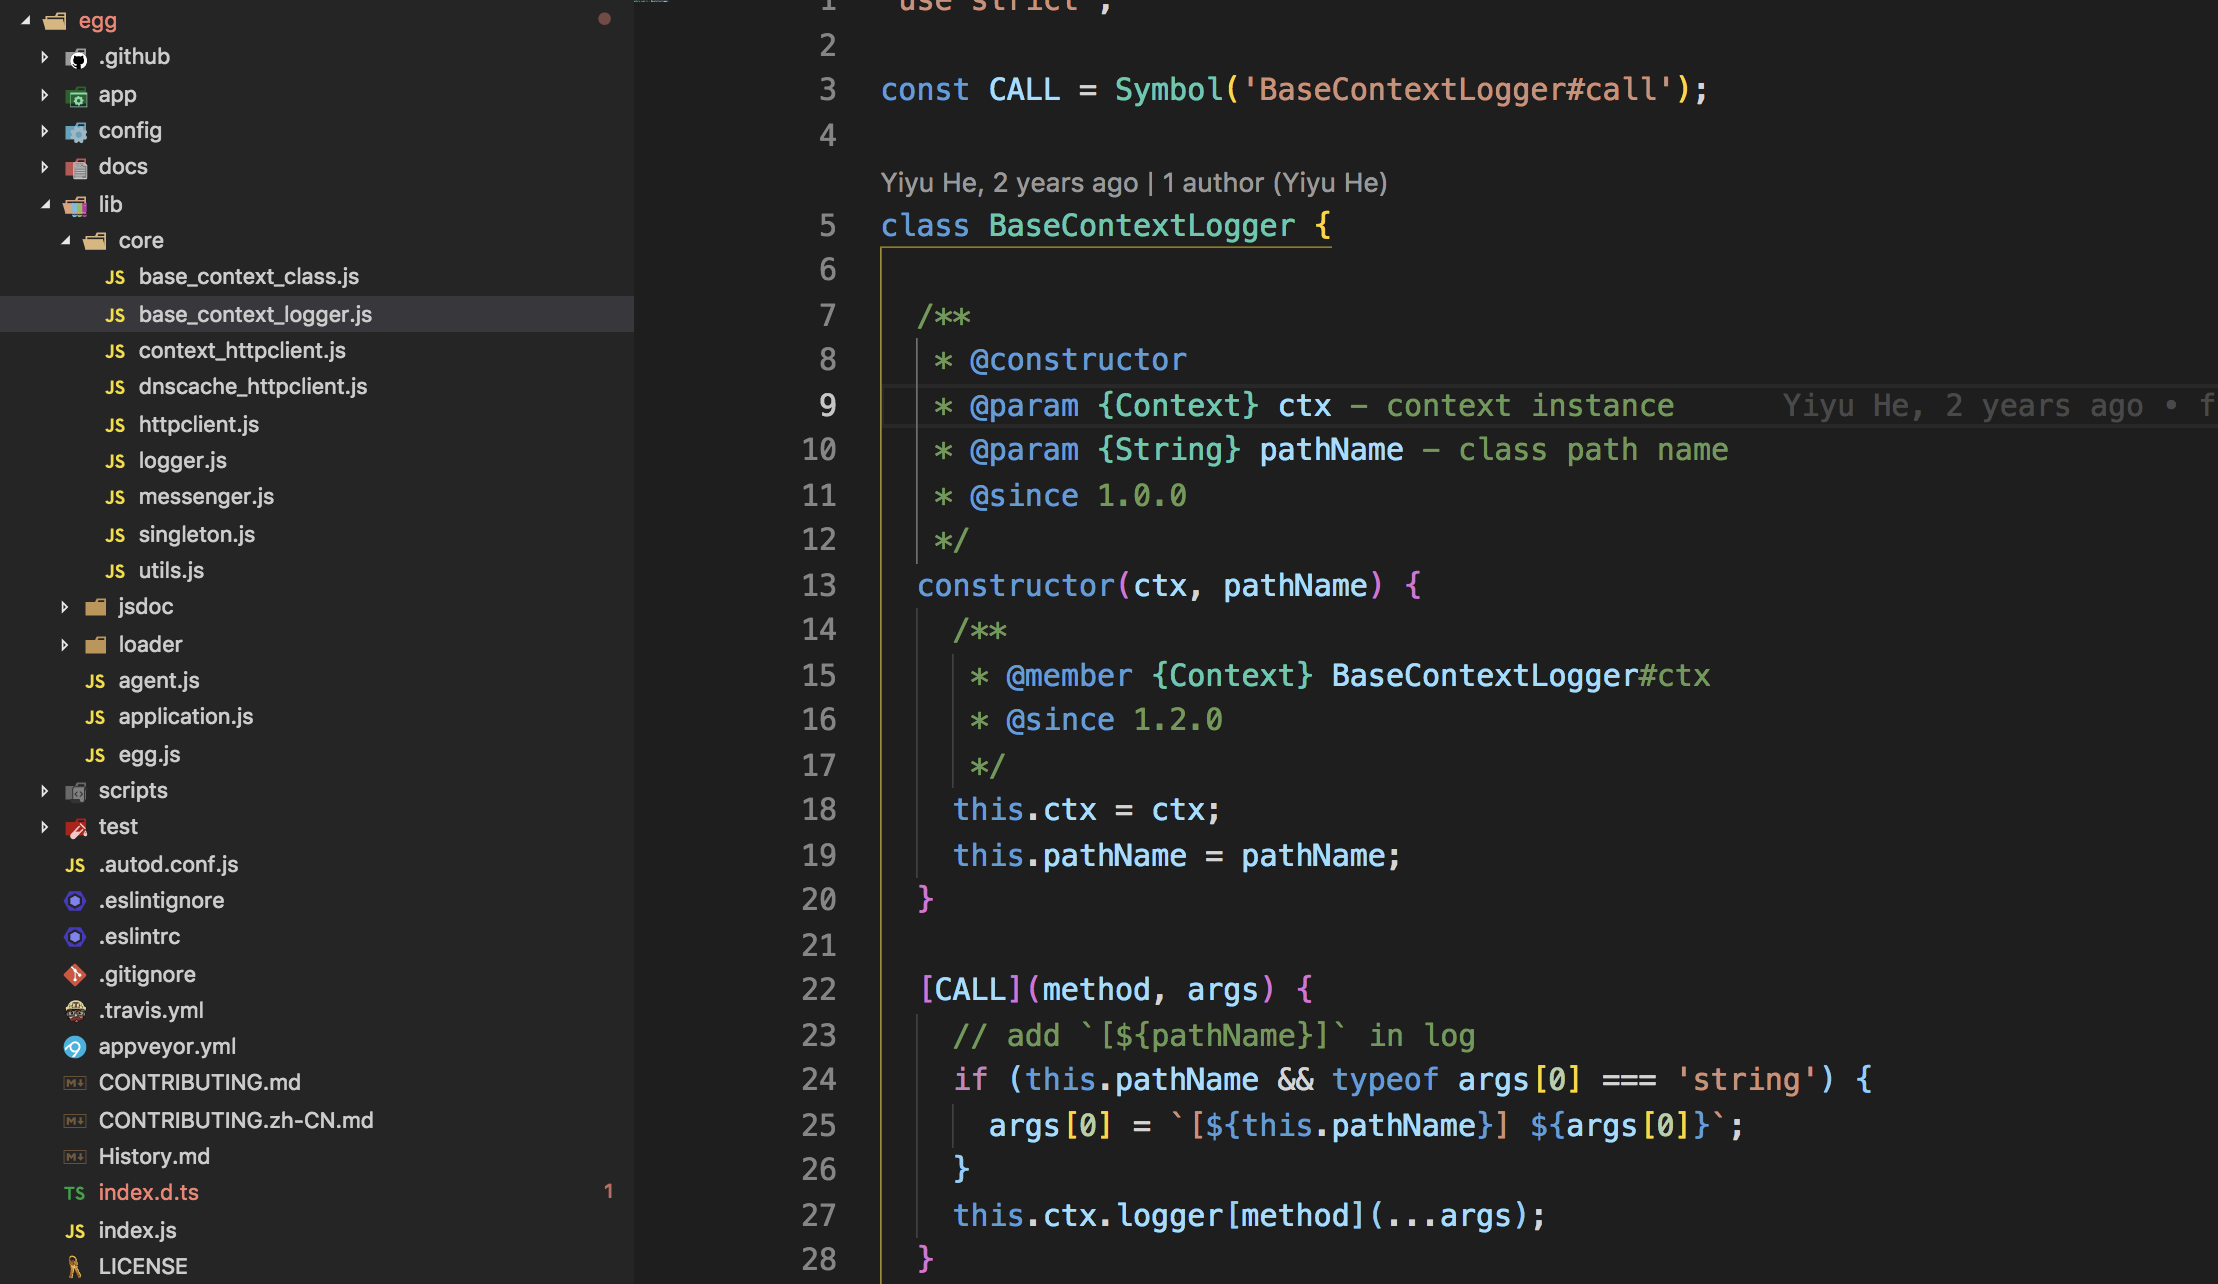 egg
.github
app
config
docs
lib
core
JS base_context_class.js
JS base_context_logger.js
JS context_httpclient.js
JS dnscache_httpclient.js
JS httpclient.js
JS logger.js
JS messenger.js
JS singleton.js
JS utils.js
jsdoc
loader
JS agent.js
JS application.js
JS egg.js
scripts
test
JS .autod.conf.js
.eslintignore
.eslintrc
.gitignore
.travis.yml
appveyor.yml
M↓ CONTRIBUTING.md
M↓ CONTRIBUTING.zh-CN.md
M↓ History.md
TS index.d.ts 1
JS index.js
LICENSE
1 'use strict';
2
3 const CALL = Symbol('BaseContextLogger#call');
4
Yiyu He, 2 years ago | 1 author (Yiyu He)
5 class BaseContextLogger {
6
7 /**
8 * @constructor
9 * @param {Context} ctx - context instance Yiyu He, 2 years ago • f
10 * @param {String} pathName - class path name
11 * @since 1.0.0
12 */
13 constructor(ctx, pathName) {
14 /**
15 * @member {Context} BaseContextLogger#ctx
16 * @since 1.2.0
17 */
18 this.ctx = ctx;
19 this.pathName = pathName;
20 }
21
22 [CALL](method, args) {
23 // add `[${pathName}]` in log
24 if (this.pathName && typeof args[0] === 'string') {
25 args[0] = `[${this.pathName}] ${args[0]}`;
26 }
27 this.ctx.logger[method](...args);
28 }